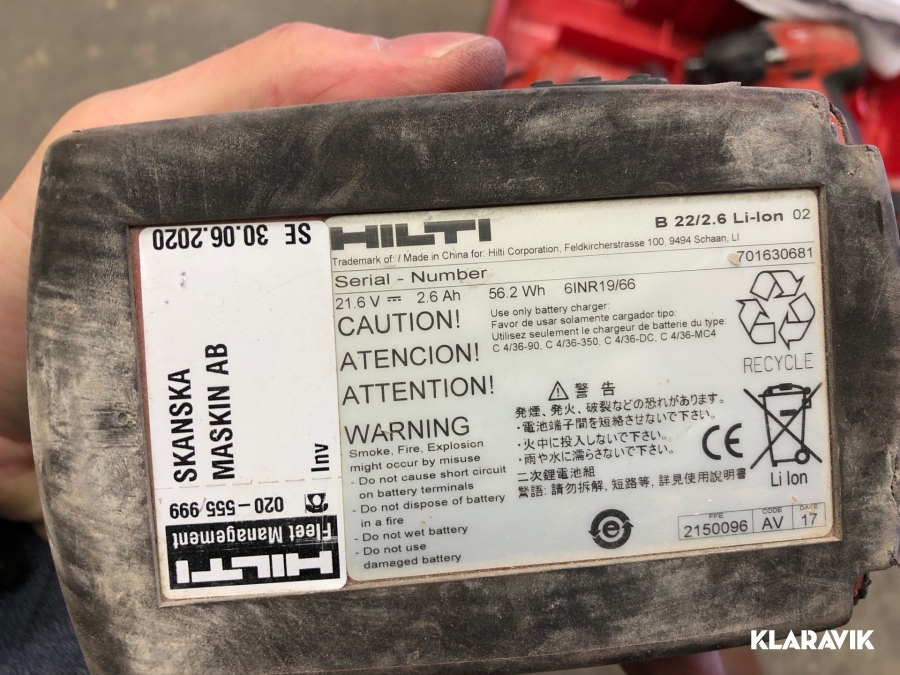 SE 30.06.2020
SKANSKA
MASKIN AB
Inv
020-555 999
Fleet Management
HILTI
HILTI
B 22/2.6 Li-Ion 02
Trademark of: / Made in China for: Hilti Corporation, Feldkircherstrasse 100, 9494 Schaan, LI
Serial - Number
701630681
21.6 V ⎓ 2.6 Ah 56.2 Wh 6INR19/66
CAUTION!
ATENCION!
ATTENTION!
Use only battery charger:
Favor de usar solamente cargador tipo:
Utilisez seulement le chargeur de batterie du type:
C 4/36-90, C 4/36-350, C 4/36-DC, C 4/36-MC4
RECYCLE
WARNING
Smoke, Fire, Explosion
might occur by misuse
- Do not cause short circuit
on battery terminals
- Do not dispose of battery
in a fire
- Do not wet battery
- Do not use
damaged battery
⚠ 警告
発煙、発火、破裂などの恐れがあります。
・電池端子間を短絡させないで下さい。
・火中に投入しないで下さい。
・雨や水に濡らさないで下さい。
二次鋰電池組
警語: 請勿拆解, 短路等, 詳見使用說明書
CE
Li Ion
FFE CODE DATE
2150096 AV 17
KLARAVIK